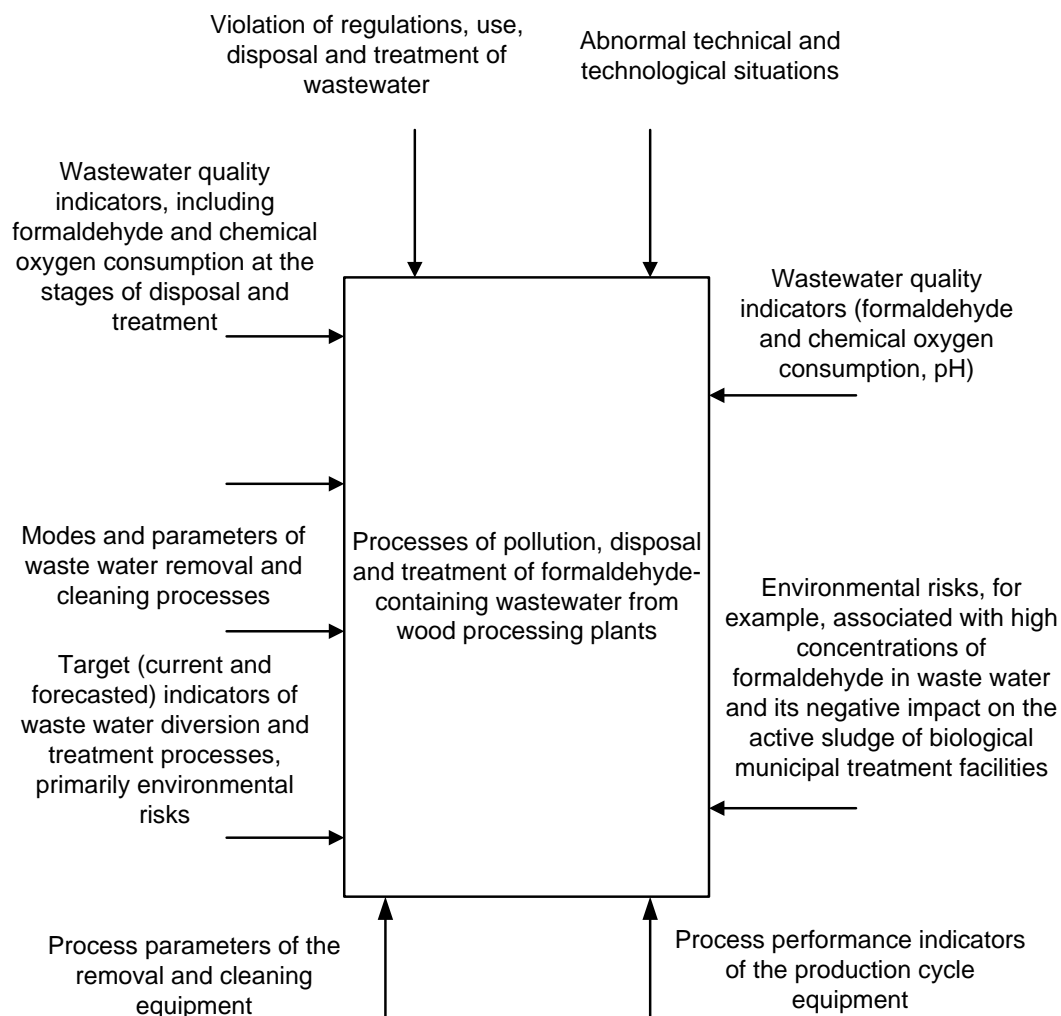 Violation of regulations, use,
disposal and treatment of
wastewater
Abnormal technical and
technological situations
Wastewater quality
indicators, including
formaldehyde and chemical
oxygen consumption at the
stages of disposal and
treatment
Wastewater quality
indicators (formaldehyde
and chemical oxygen
consumption, pH)
Modes and parameters of
waste water removal and
cleaning processes
Processes of pollution, disposal
and treatment of formaldehyde-
containing wastewater from
wood processing plants
Environmental risks, for
example, associated with high
concentrations of
formaldehyde in waste water
and its negative impact on the
active sludge of biological
municipal treatment facilities
Target (current and
forecasted) indicators of
waste water diversion and
treatment processes,
primarily environmental
risks
Process parameters of the
removal and cleaning
equipment
Process performance indicators
of the production cycle
equipment